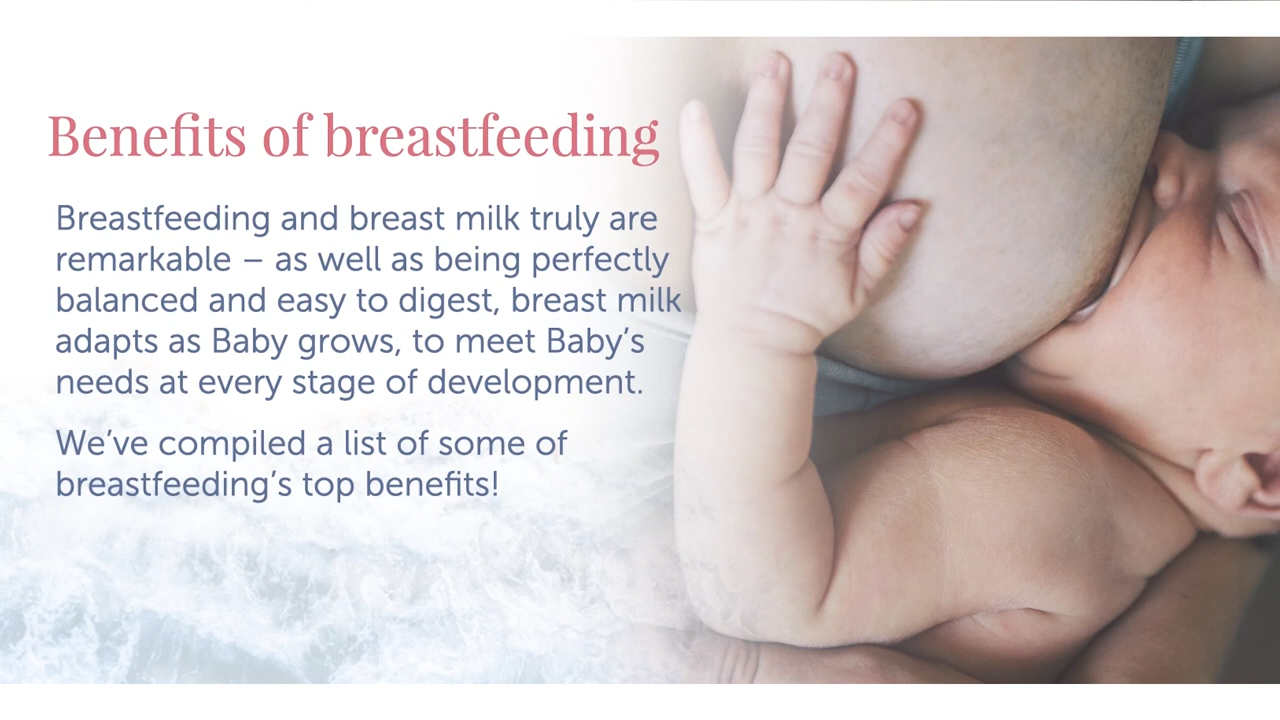 Benefits of breastfeeding
Breastfeeding and breast milk truly are
remarkable – as well as being perfectly
balanced and easy to digest, breast milk
adapts as Baby grows, to meet Baby’s
needs at every stage of development.
We’ve compiled a list of some of
breastfeeding’s top benefits!